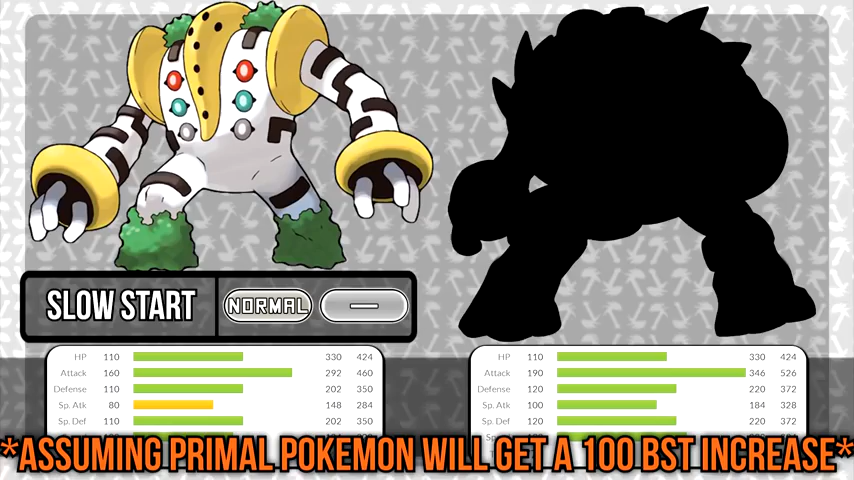 SLOW START NORMAL —
HP 110 330 424
Attack 160 292 460
Defense 110 202 350
Sp. Atk 80 148 284
Sp. Def 110 202 350
HP 110 330 424
Attack 190 346 526
Defense 120 220 372
Sp. Atk 100 184 328
Sp. Def 120 220 372
*ASSUMING PRIMAL POKEMON WILL GET A 100 BST INCREASE*